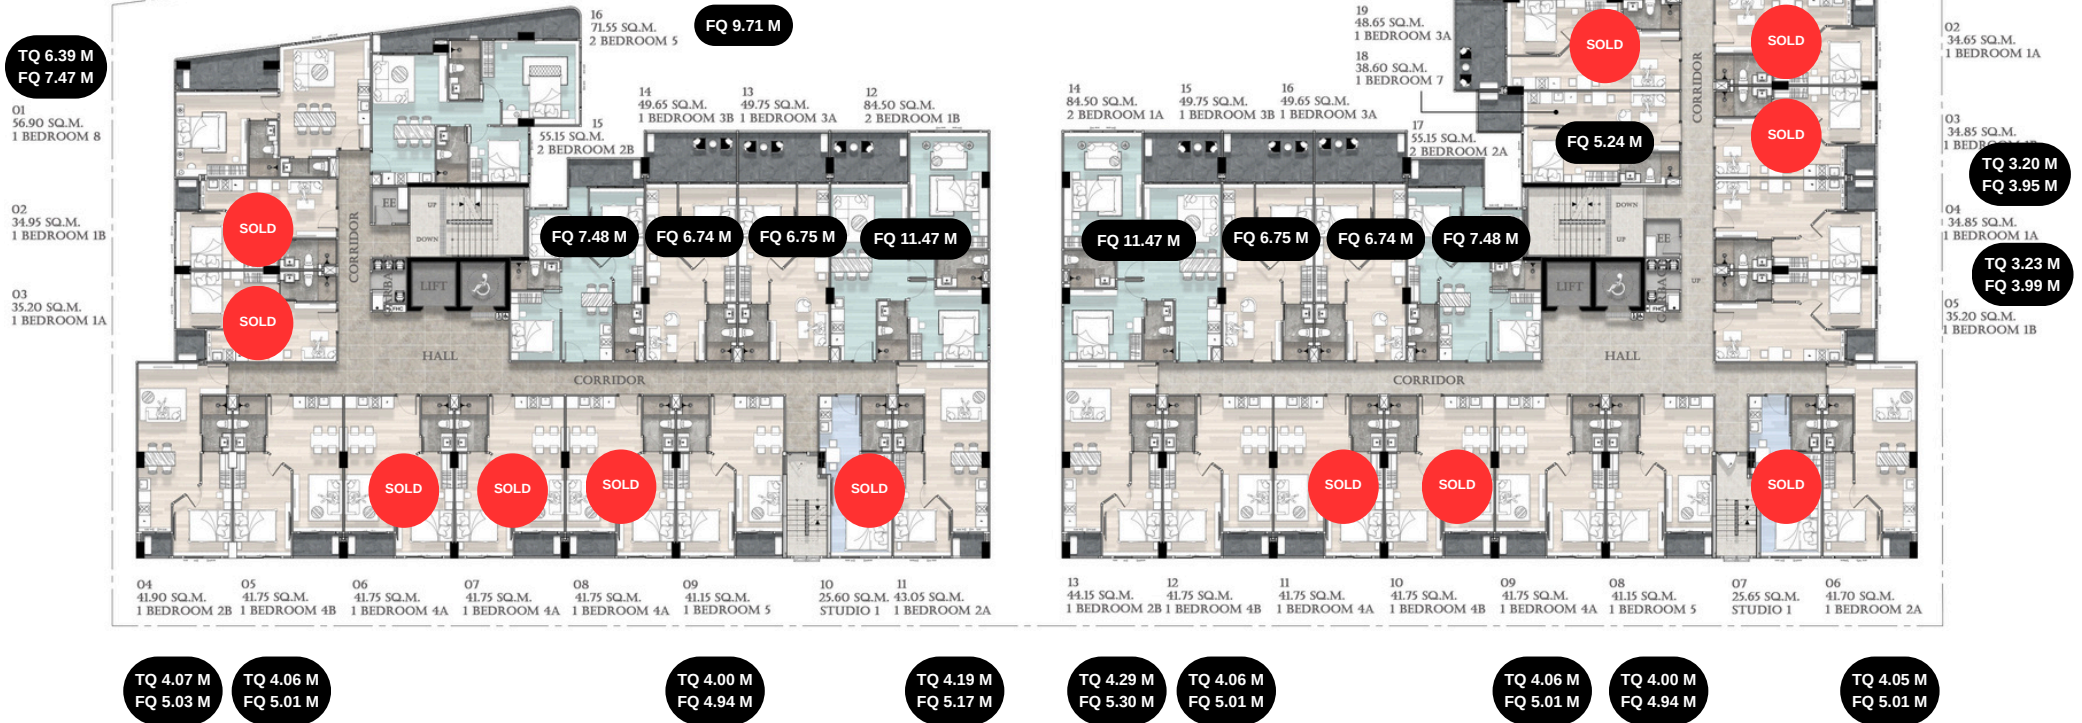 16
71.55 SQ.M.
2 BEDROOM 5
FQ 9.71 M
TQ 6.39 M
FQ 7.47 M
01
56.90 SQ.M.
1 BEDROOM 8
02
34.95 SQ.M.
1 BEDROOM 1B
03
35.20 SQ.M.
1 BEDROOM 1A
15
55.15 SQ.M.
2 BEDROOM 2B
14
49.65 SQ.M.
1 BEDROOM 3B
13
49.75 SQ.M.
1 BEDROOM 3A
12
84.50 SQ.M.
2 BEDROOM 1B
SOLD
SOLD
CORRIDOR
EE
UP
DOWN
LIFT
FHC
HALL
CORRIDOR
FQ 7.48 M
FQ 6.74 M
FQ 6.75 M
FQ 11.47 M
SOLD
SOLD
SOLD
SOLD
04
41.90 SQ.M.
1 BEDROOM 2B
05
41.75 SQ.M.
1 BEDROOM 4B
06
41.75 SQ.M.
1 BEDROOM 4A
07
41.75 SQ.M.
1 BEDROOM 4A
08
41.75 SQ.M.
1 BEDROOM 4A
09
41.15 SQ.M.
1 BEDROOM 5
10
25.60 SQ.M.
STUDIO 1
11
43.05 SQ.M.
1 BEDROOM 2A
TQ 4.07 M
FQ 5.03 M
TQ 4.06 M
FQ 5.01 M
TQ 4.00 M
FQ 4.94 M
TQ 4.19 M
FQ 5.17 M
19
48.65 SQ.M.
1 BEDROOM 3A
18
38.60 SQ.M.
1 BEDROOM 7
14
84.50 SQ.M.
2 BEDROOM 1A
15
49.75 SQ.M.
1 BEDROOM 3B
16
49.65 SQ.M.
1 BEDROOM 3A
17
55.15 SQ.M.
2 BEDROOM 2A
SOLD
SOLD
SOLD
CORRIDOR
FQ 5.24 M
02
34.65 SQ.M.
1 BEDROOM 1A
03
34.85 SQ.M.
TQ 3.20 M
FQ 3.95 M
04
34.85 SQ.M.
1 BEDROOM 1A
TQ 3.23 M
FQ 3.99 M
05
35.20 SQ.M.
1 BEDROOM 1B
FQ 11.47 M
FQ 6.75 M
FQ 6.74 M
FQ 7.48 M
DOWN
UP
EE
UP
LIFT
HALL
CORRIDOR
SOLD
SOLD
SOLD
13
44.15 SQ.M.
1 BEDROOM 2B
12
41.75 SQ.M.
1 BEDROOM 4B
11
41.75 SQ.M.
1 BEDROOM 4A
10
41.75 SQ.M.
1 BEDROOM 4B
09
41.75 SQ.M.
1 BEDROOM 4A
08
41.15 SQ.M.
1 BEDROOM 5
07
25.65 SQ.M.
STUDIO 1
06
41.70 SQ.M.
1 BEDROOM 2A
TQ 4.29 M
FQ 5.30 M
TQ 4.06 M
FQ 5.01 M
TQ 4.06 M
FQ 5.01 M
TQ 4.00 M
FQ 4.94 M
TQ 4.05 M
FQ 5.01 M